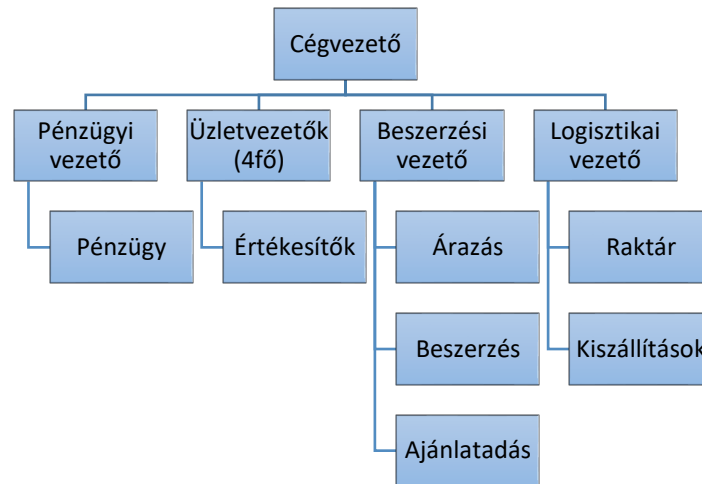 Cégvezető
Pénzügyi
vezető
Üzletvezetők
(4fő)
Beszerzési
vezető
Logisztikai
vezető
Pénzügy
Értékesítők
Árazás
Raktár
Beszerzés
Kiszállítások
Ajánlatadás